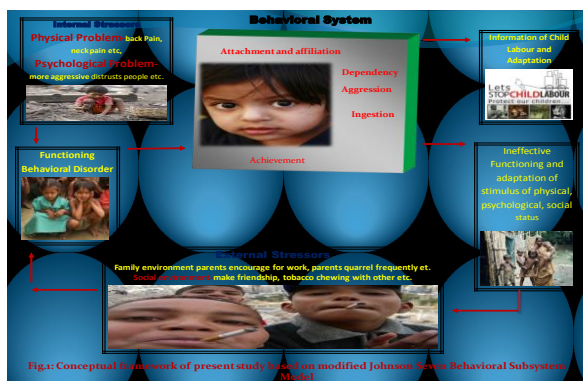 Internal Stressors
Physical Problem-back Pain,
neck pain etc,
Psychological Problem-
more aggressive distrusts people etc.
Functioning
Behavioral Disorder
Behavioral System
Attachment and affiliation
Dependency
Aggression
Ingestion
Achievement
Information of Child
Labour and
Adaptation
Lets
STOPCHILDLABOUR
Protect our children...
Ineffective
Functioning and
adaptation of
stimulus of physical,
psychological, social
status
External Stressors
Family environment parents encourage for work, parents quarrel frequently et.
Social environment make friendship, tobacco chewing with other etc.
Fig.1: Conceptual framework of present study based on modified Johnson Seven Behavioral Subsystem
Model